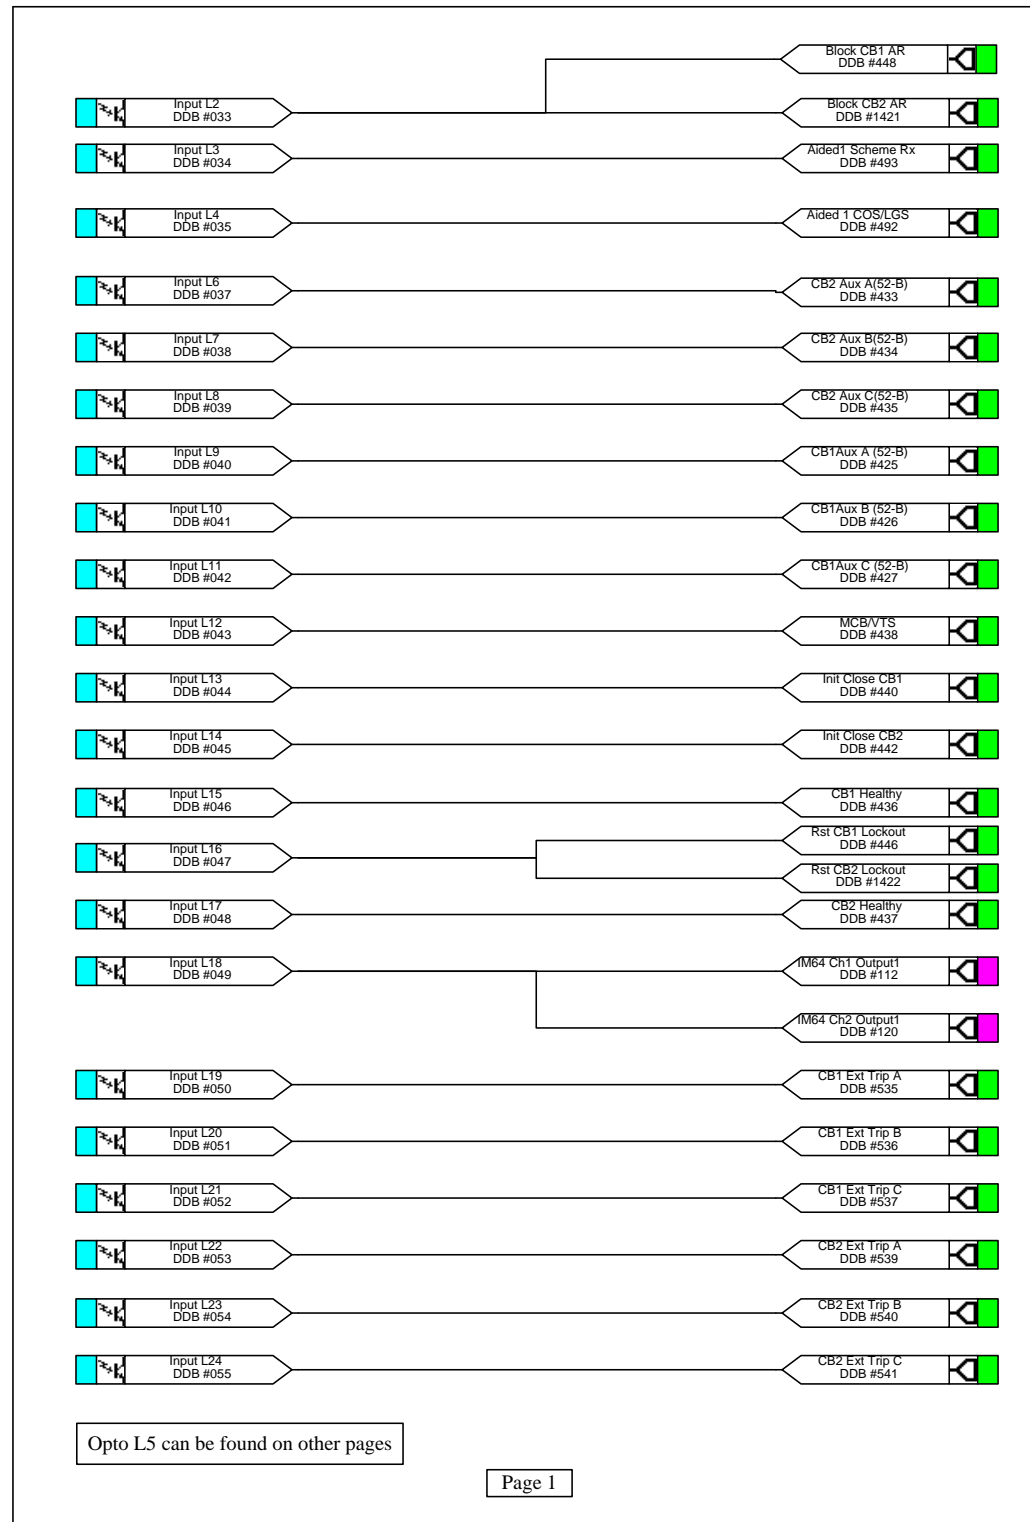 Block CB1 AR
DDB #448
Input L2
DDB #033
Block CB2 AR
DDB #1421
Input L3
DDB #034
Aided1 Scheme Rx
DDB #493
Input L4
DDB #035
Aided 1 COS/LGS
DDB #492
Input L6
DDB #037
CB2 Aux A(52-B)
DDB #433
Input L7
DDB #038
CB2 Aux B(52-B)
DDB #434
Input L8
DDB #039
CB2 Aux C(52-B)
DDB #435
Input L9
DDB #040
CB1Aux A (52-B)
DDB #425
Input L10
DDB #041
CB1Aux B (52-B)
DDB #426
Input L11
DDB #042
CB1Aux C (52-B)
DDB #427
Input L12
DDB #043
MCB/VTS
DDB #438
Input L13
DDB #044
Init Close CB1
DDB #440
Input L14
DDB #045
Init Close CB2
DDB #442
Input L15
DDB #046
CB1 Healthy
DDB #436
Input L16
DDB #047
Rst CB1 Lockout
DDB #446
Rst CB2 Lockout
DDB #1422
Input L17
DDB #048
CB2 Healthy
DDB #437
Input L18
DDB #049
IM64 Ch1 Output1
DDB #112
IM64 Ch2 Output1
DDB #120
Input L19
DDB #050
CB1 Ext Trip A
DDB #535
Input L20
DDB #051
CB1 Ext Trip B
DDB #536
Input L21
DDB #052
CB1 Ext Trip C
DDB #537
Input L22
DDB #053
CB2 Ext Trip A
DDB #539
Input L23
DDB #054
CB2 Ext Trip B
DDB #540
Input L24
DDB #055
CB2 Ext Trip C
DDB #541
Opto L5 can be found on other pages
Page 1